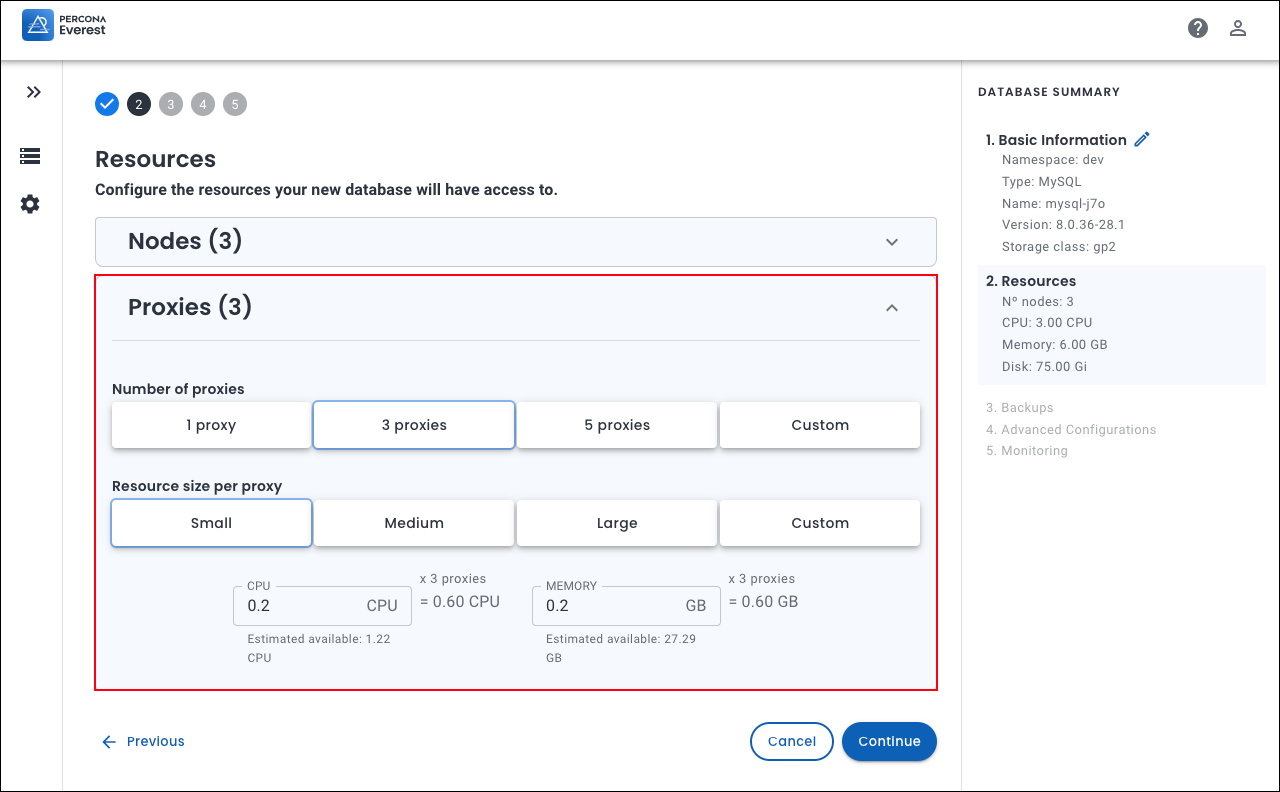 PERCONA
Everest
2 3 4 5
Resources
Configure the resources your new database will have access to.
Nodes (3)
Proxies (3)
Number of proxies
1 proxy 3 proxies 5 proxies Custom
Resource size per proxy
Small Medium Large Custom
CPU
0.2 CPU
x 3 proxies
= 0.60 CPU
Estimated available: 1.22
CPU
MEMORY
0.2 GB
x 3 proxies
= 0.60 GB
Estimated available: 27.29
GB
Previous
Cancel
Continue
DATABASE SUMMARY
1. Basic Information
Namespace: dev
Type: MySQL
Name: mysql-j7o
Version: 8.0.36-28.1
Storage class: gp2
2. Resources
Nº nodes: 3
CPU: 3.00 CPU
Memory: 6.00 GB
Disk: 75.00 Gi
3. Backups
4. Advanced Configurations
5. Monitoring